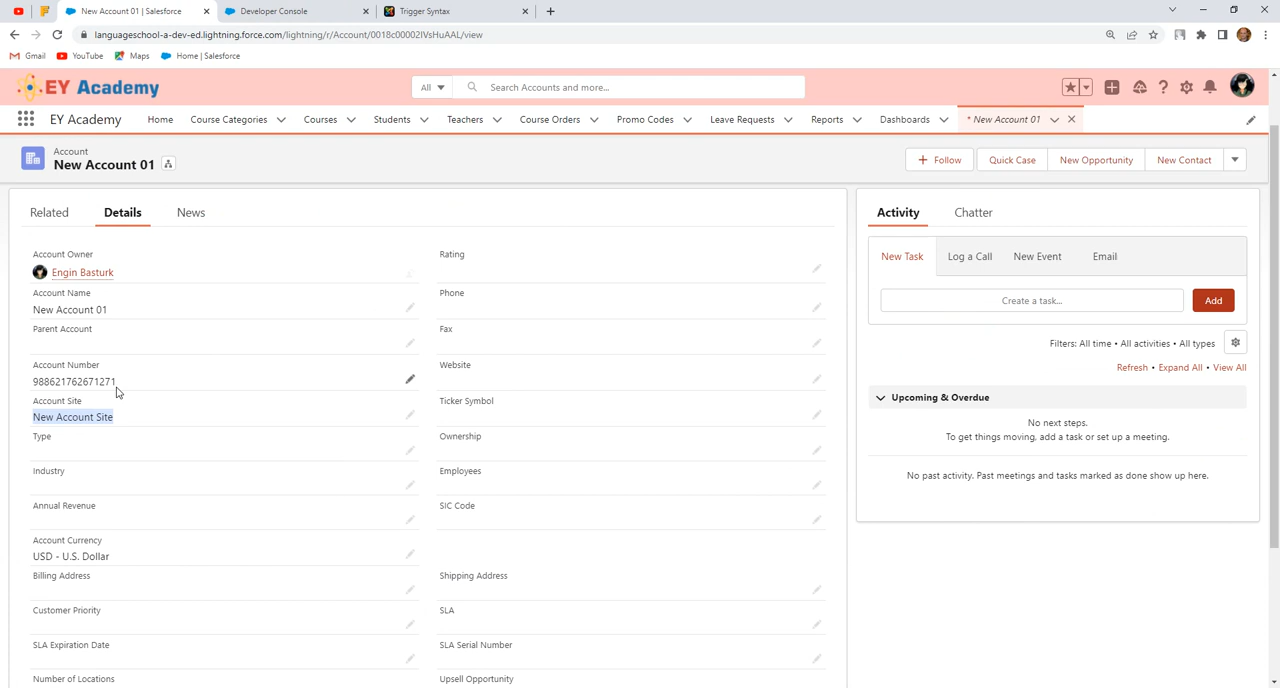 New Account 01 | Salesforce
Developer Console
Trigger Syntax
languageschool-a-dev-ed.lightning.force.com/lightning/r/Account/0018c00002IVsHuAAL/view
Gmail
YouTube
Maps
Home | Salesforce
EY Academy
All
Search Accounts and more...
EY Academy
Home
Course Categories
Courses
Students
Teachers
Course Orders
Promo Codes
Leave Requests
Reports
Dashboards
* New Account 01
Account
New Account 01
Follow
Quick Case
New Opportunity
New Contact
Related
Details
News
Account Owner
Engin Basturk
Account Name
New Account 01
Parent Account
Account Number
988621762671271
Account Site
New Account Site
Type
Industry
Annual Revenue
Account Currency
USD - U.S. Dollar
Billing Address
Customer Priority
SLA Expiration Date
Number of Locations
Rating
Phone
Fax
Website
Ticker Symbol
Ownership
Employees
SIC Code
Shipping Address
SLA
SLA Serial Number
Upsell Opportunity
Activity
Chatter
New Task
Log a Call
New Event
Email
Create a task...
Add
Filters: All time • All activities • All types
Refresh • Expand All • View All
Upcoming & Overdue
No next steps.
To get things moving, add a task or set up a meeting.
No past activity. Past meetings and tasks marked as done show up here.